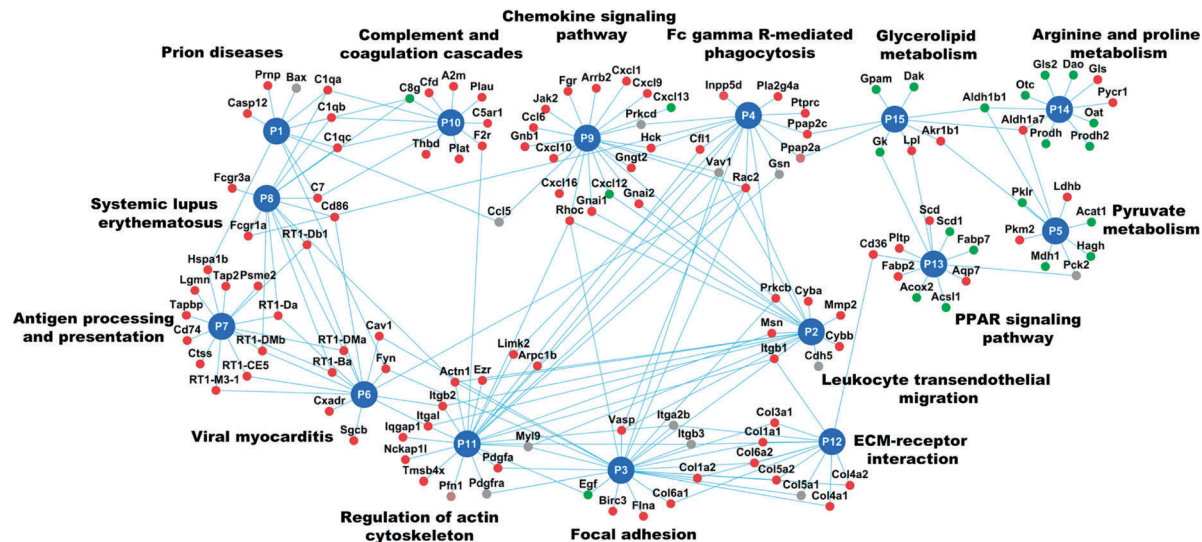 Chemokine signaling
pathway
Prion diseases
Complement and
coagulation cascades
Fc gamma R-mediated
phagocytosis
Glycerolipid
metabolism
Arginine and proline
metabolism
Prnp
Bax
C1qa
C8g
Cfd
A2m
Plau
Casp12
C1qb
C1qc
C5ar1
F2r
Thbd
Plat
P1
P10
Fgr
Arrb2
Cxcl1
Cxcl9
Cxcl13
Jak2
Ccl6
Gnb1
Cxcl10
Prkcd
Hck
Gngt2
P9
Cxcl16
Cxcl12
Gnai2
Gnai1
Rhoc
Ccl5
Inpp5d
Pla2g4a
Ptprc
Ppap2c
Ppap2a
P4
Cfl1
Vav1
Gsn
Rac2
Gpam
Dak
Aldh1b1
P15
Gk
Lpl
Akr1b1
Aldh1a7
Gls2
Dao
Gls
Otc
Pycr1
P14
Oat
Prodh
Prodh2
Fcgr3a
P8
C7
Cd86
Fcgr1a
RT1-Db1
Systemic lupus
erythematosus
Pklr
Ldhb
Acat1
Pkm2
P5
Hagh
Mdh1
Pck2
Pyruvate
metabolism
Scd
Scd1
Pltp
Fabp7
Cd36
P13
Fabp2
Aqp7
Acox2
Acsl1
PPAR signaling
pathway
Hspa1b
Lgmn
Tap2
Psme2
Tapbp
Cd74
Ctss
P7
RT1-Da
RT1-DMb
RT1-DMa
RT1-CE5
RT1-Ba
RT1-M3-1
Antigen processing
and presentation
Cav1
Fyn
P6
Cxadr
Sgcb
Viral myocarditis
Limk2
Arpc1b
Actn1
Ezr
Itgb2
Itgal
Iqgap1
Nckap1l
Tmsb4x
Pfn1
P11
Myl9
Pdgfa
Pdgfra
Regulation of actin
cytoskeleton
Prkcb
Cyba
Mmp2
Msn
P2
Itgb1
Cybb
Cdh5
Leukocyte transendothelial
migration
Vasp
Itga2b
Itgb3
P3
Egf
Birc3
Flna
Col6a1
Col1a2
Focal adhesion
Col3a1
Col1a1
Col6a2
Col5a2
P12
Col4a2
Col5a1
Col4a1
ECM-receptor
interaction